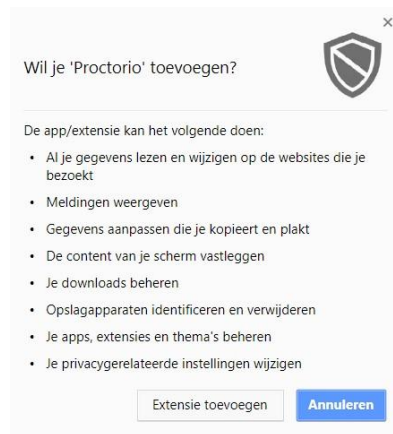 Wil je 'Proctorio' toevoegen?
De app/extensie kan het volgende doen:
• Al je gegevens lezen en wijzigen op de websites die je
bezoekt
• Meldingen weergeven
• Gegevens aanpassen die je kopieert en plakt
• De content van je scherm vastleggen
• Je downloads beheren
• Opslagapparaten identificeren en verwijderen
• Je apps, extensies en thema's beheren
• Je privacygerelateerde instellingen wijzigen
Extensie toevoegen
Annuleren